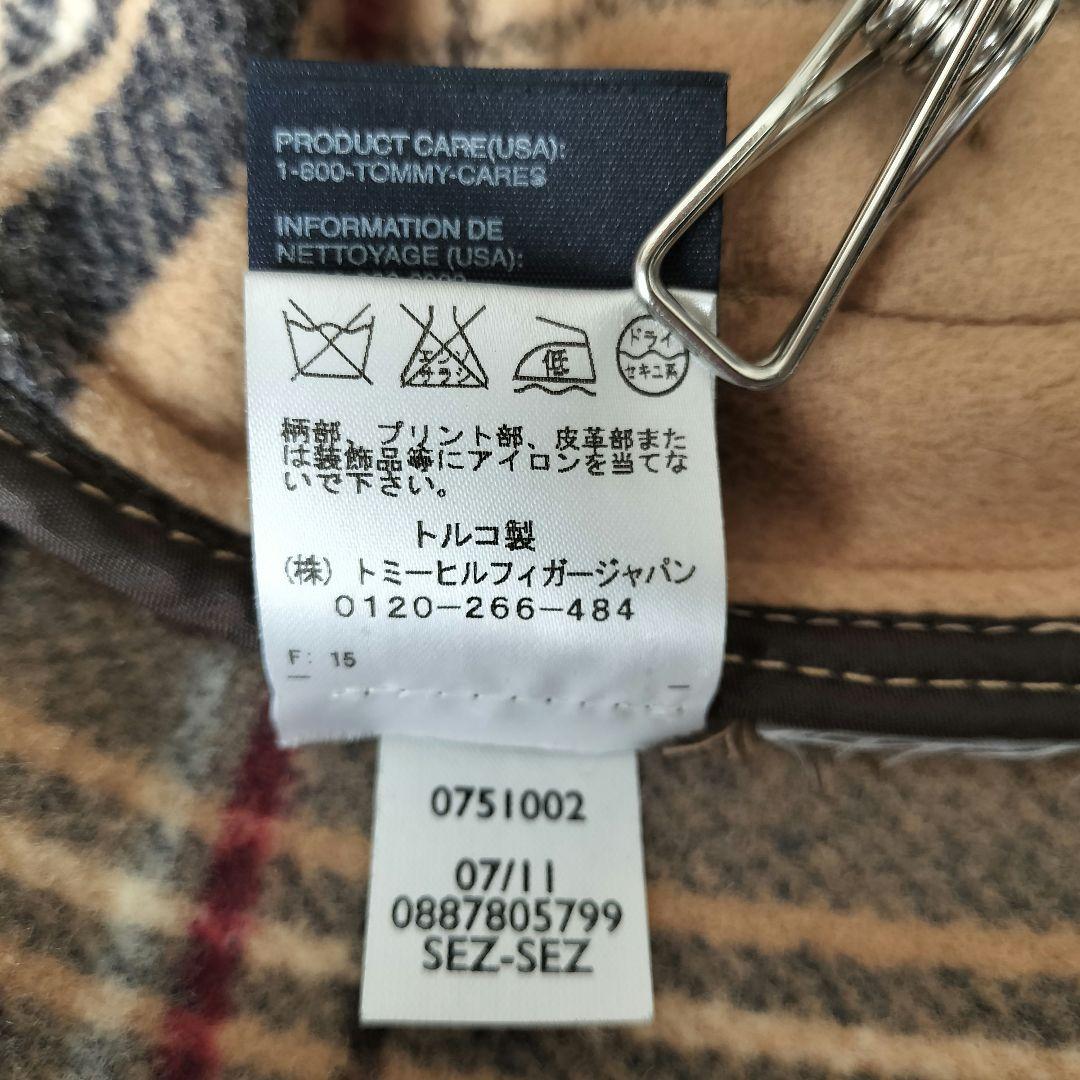 PRODUCT CARE(USA):
1-800-TOMMY-CARES
INFORMATION DE
NETTOYAGE (USA):
エンソ
サラシ
低
ドライ
セキユ系
柄部、プリント部、皮革部また
は装飾品等にアイロンを当てな
いで下さい。
トルコ製
(株) トミーヒルフィガージャパン
0120-266-484
F: 15
0751002
07/11
0887805799
SEZ-SEZ